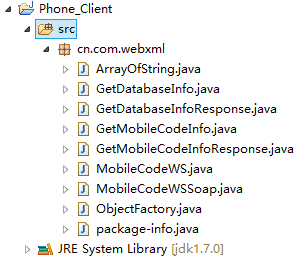 Phone_Client
src
cn.com.webxml
ArrayOfString.java
GetDatabaseInfo.java
GetDatabaseInfoResponse.java
GetMobileCodeInfo.java
GetMobileCodeInfoResponse.java
MobileCodeWS.java
MobileCodeWSSoap.java
ObjectFactory.java
package-info.java
JRE System Library [jdk1.7.0]